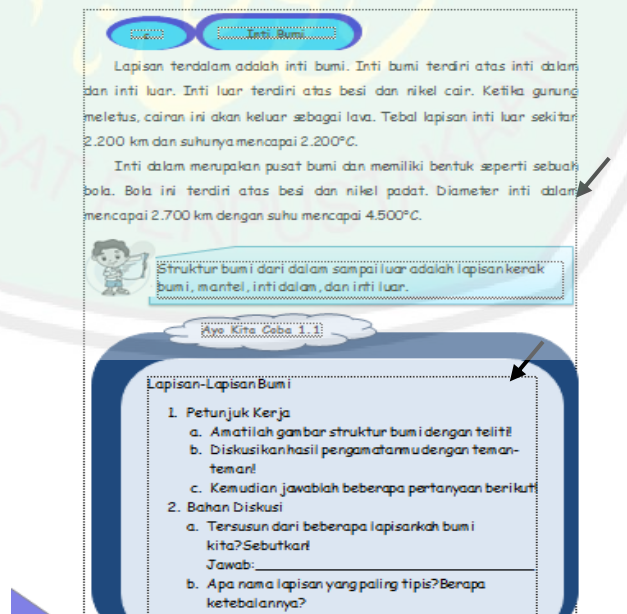 c. Inti Bumi
Lapisan terdalam adalah inti bumi. Inti bumi terdiri atas inti dalam
dan inti luar. Inti luar terdiri atas besi dan nikel cair. Ketika gunung
meletus, cairan ini akan keluar sebagai lava. Tebal lapisan inti luar sekitar
2.200 km dan suhunya mencapai 2.200°C.
Inti dalam merupakan pusat bumi dan memiliki bentuk seperti sebuah
bola. Bola ini terdiri atas besi dan nikel padat. Diameter inti dalam
mencapai 2.700 km dengan suhu mencapai 4.500°C.
Struktur bumi dari dalam sampai luar adalah lapisan kerak
bumi, mantel, inti dalam, dan inti luar.
Ayo Kita Coba 1.1
Lapisan-Lapisan Bumi
1. Petunjuk Kerja
a. Amatilah gambar struktur bumi dengan teliti!
b. Diskusikan hasil pengamatanmu dengan teman-
teman!
c. Kemudian jawablah beberapa pertanyaan berikut!
2. Bahan Diskusi
a. Tersusun dari beberapa lapisankah bumi
kita? Sebutkan!
Jawab:
b. Apa nama lapisan yang paling tipis? Berapa
ketebalannya?